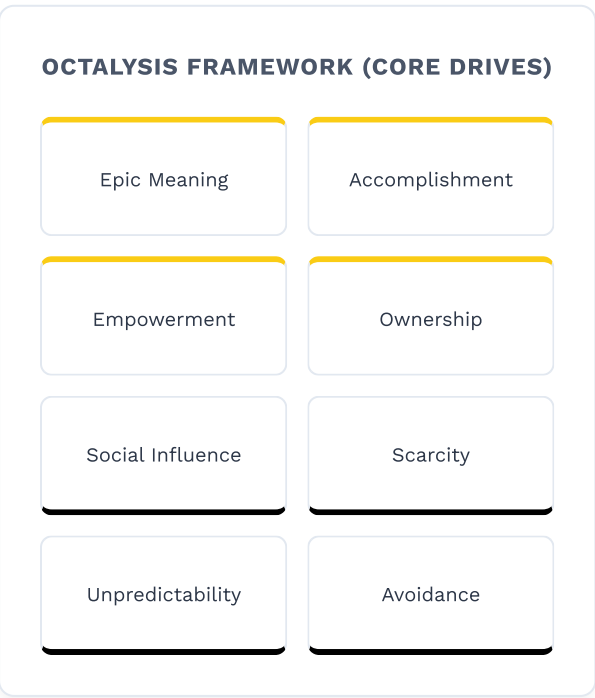 OCTALYSIS FRAMEWORK (CORE DRIVES)
Epic Meaning
Accomplishment
Empowerment
Ownership
Social Influence
Scarcity
Unpredictability
Avoidance